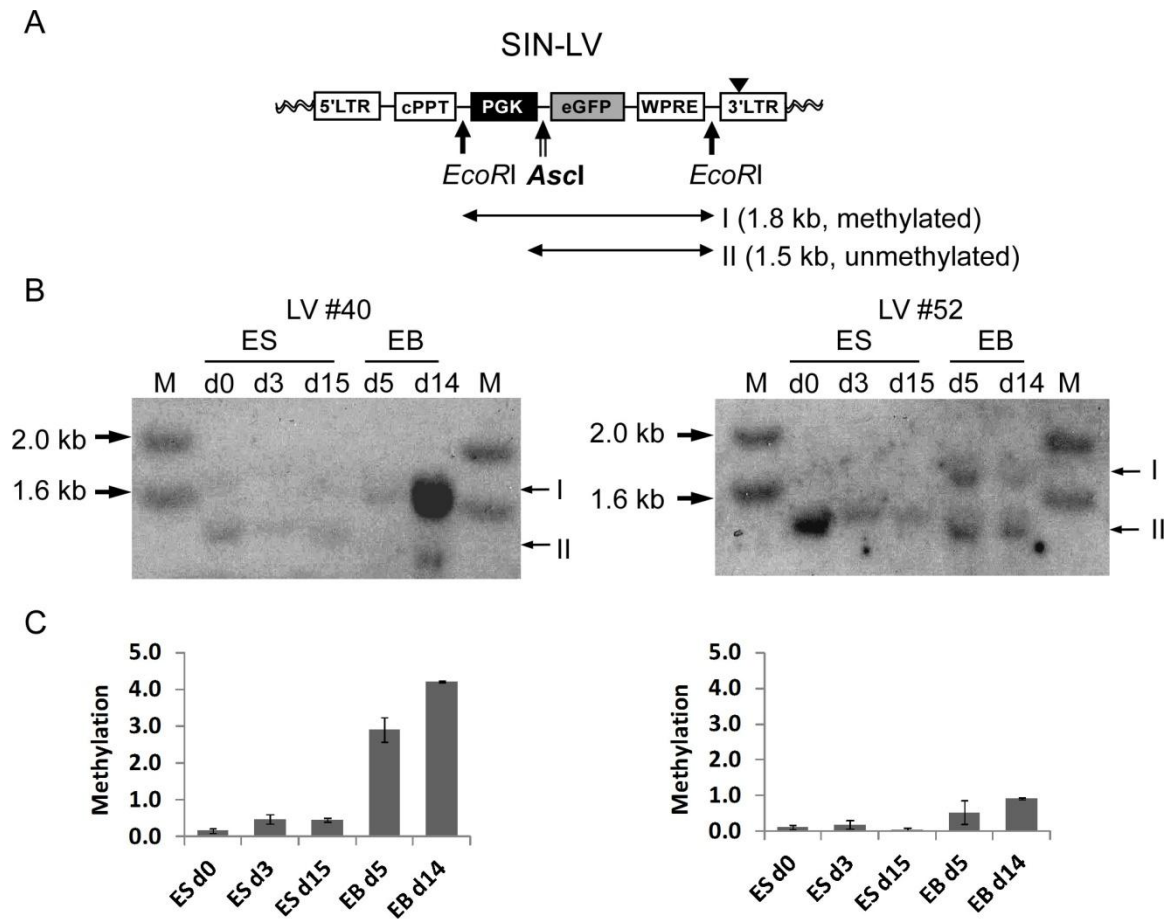 A
SIN-LV
5'LTR cPPT PGK eGFP WPRE 3'LTR
EcoRI AscI EcoRI
I (1.8 kb, methylated)
II (1.5 kb, unmethylated)
B
LV #40
ES EB
M d0 d3 d15 d5 d14 M
2.0 kb
1.6 kb
I
II
LV #52
ES EB
M d0 d3 d15 d5 d14 M
2.0 kb
1.6 kb
I
II
C
Methylation
5.0
4.0
3.0
2.0
1.0
0.0
ES d0 ES d3 ES d15 EB d5 EB d14
Methylation
5.0
4.0
3.0
2.0
1.0
0.0
ES d0 ES d3 ES d15 EB d5 EB d14